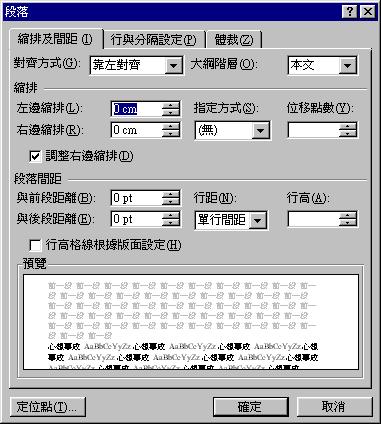 段落
縮排及間距(I) 行與分隔設定(P) 體裁(Z)
對齊方式(G): 靠左對齊 大綱階層(O): 本文
縮排
左邊縮排(L): 0 cm 指定方式(S): 位移點數(Y):
右邊縮排(R): 0 cm (無)
調整右邊縮排(D)
段落間距
與前段距離(B): 0 pt 行距(N): 行高(A):
與後段距離(E): 0 pt 單行間距
行高格線根據版面設定(H)
預覽
心想事成 AaBbCcYyZz 心想事成 AaBbCcYyZz 心想事成 AaBbCcYyZz 心想
事成 AaBbCcYyZz 心想事成 AaBbCcYyZz 心想事成 AaBbCcYyZz 心想事
成 AaBbCcYyZz 心想事成 AaBbCcYyZz 心想事成 AaBbCcYyZz
定位點(T)... 確定 取消